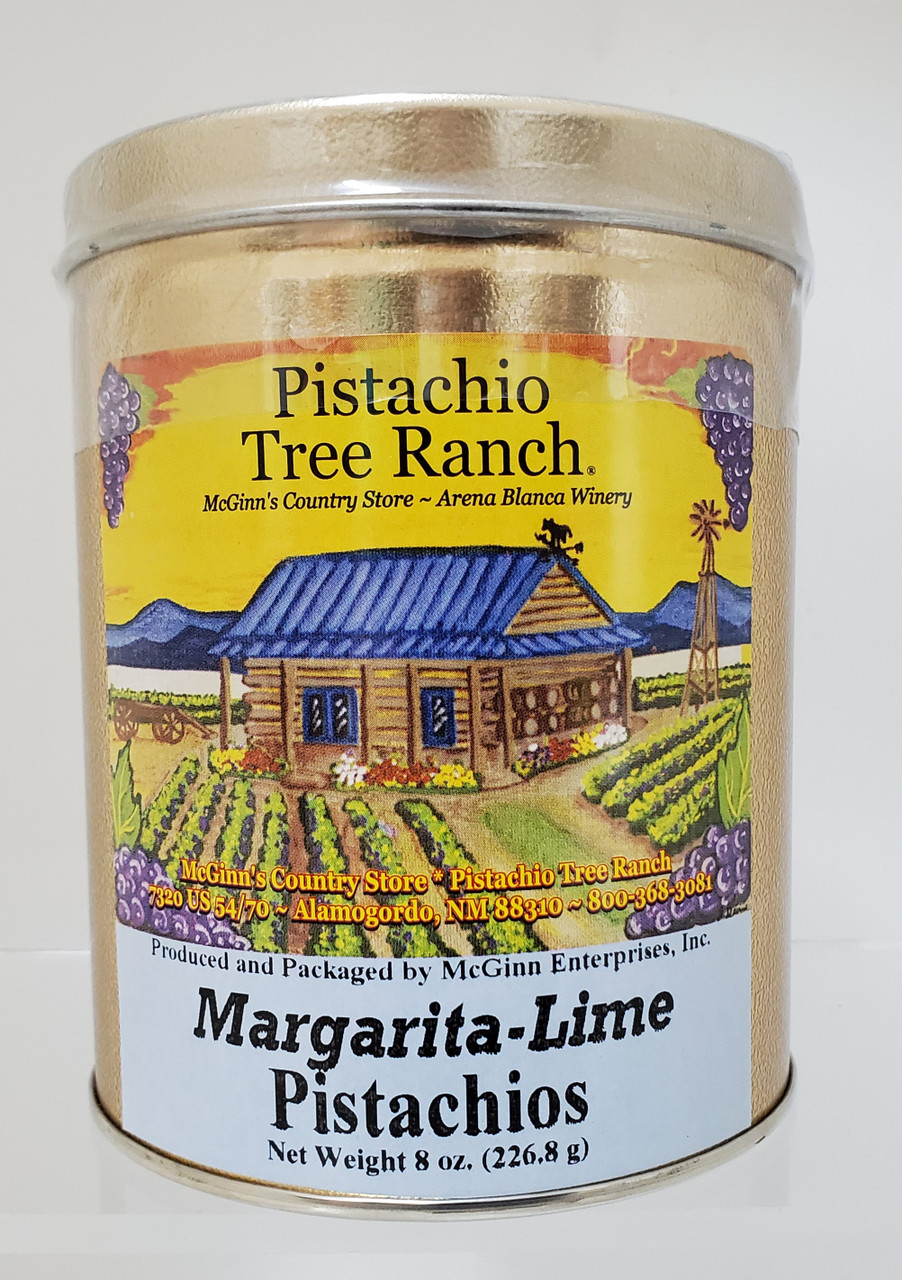 Pistachio
Tree Ranch®
McGinn's Country Store ~ Arena Blanca Winery
McGinn's Country Store * Pistachio Tree Ranch
7320 US 54/70 ~ Alamogordo, NM 88310 ~ 800-368-3081
Produced and Packaged by McGinn Enterprises, Inc.
Margarita-Lime
Pistachios
Net Weight 8 oz. (226.8 g)